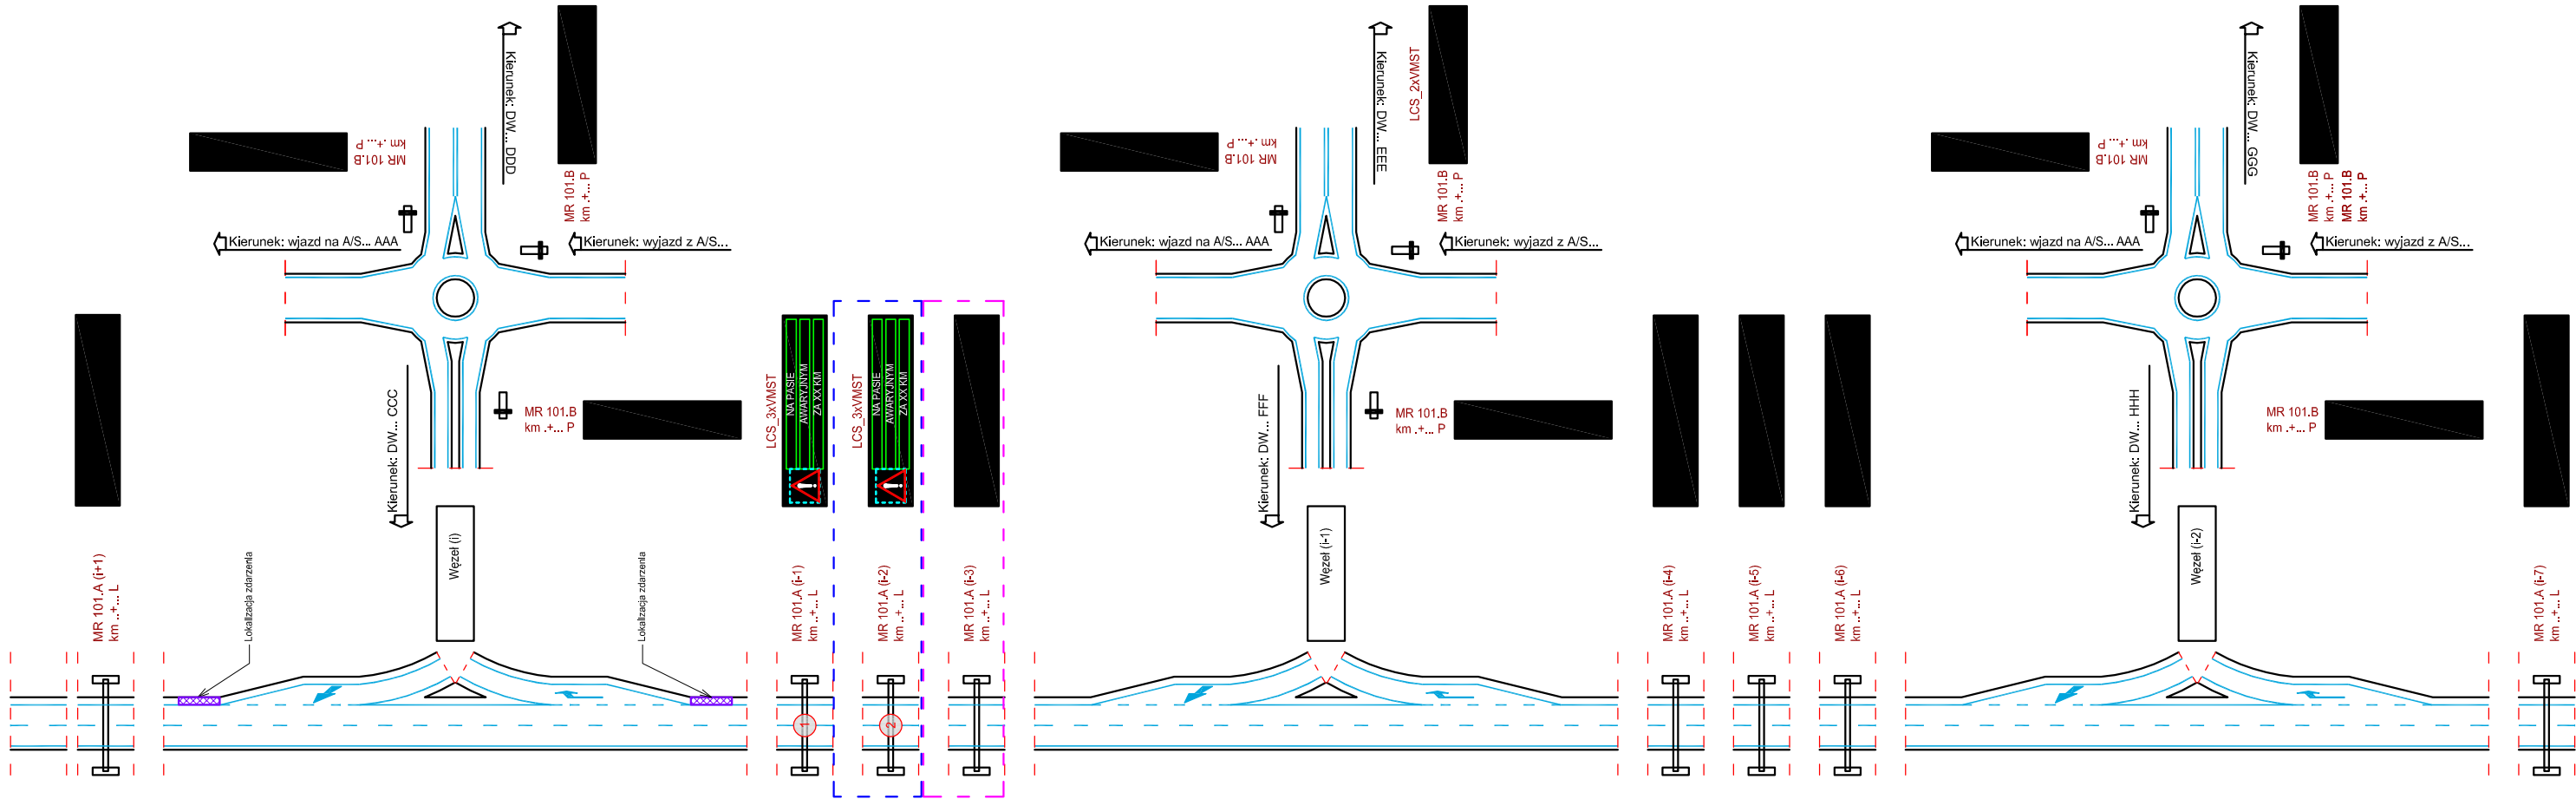 Kierunek: DW... DDD
MR 101.B
km .+... P
MR 101.B
km .+... P
Kierunek: wjazd na A/S... AAA
Kierunek: wyjazd z A/S...
Kierunek: DW... CCC
MR 101.B
km .+... P
Węzeł (i)
MR 101.A (i+1)
km ..+... L
Lokalizacja zdarzenia
Lokalizacja zdarzenia
LCS_3xVMST
NA PASIE
AWARYJNYM
ZA XX KM
MR 101.A (i-1)
km ..+... L
1
LCS_3xVMST
NA PASIE
AWARYJNYM
ZA XX KM
MR 101.A (i-2)
km ..+... L
2
MR 101.A (i-3)
km ..+... L
Kierunek: DW... EEE
LCS_2xVMST
MR 101.B
km .+... P
MR 101.B
km .+... P
Kierunek: wjazd na A/S... AAA
Kierunek: wyjazd z A/S...
Kierunek: DW... FFF
MR 101.B
km .+... P
Węzeł (i-1)
MR 101.A (i-4)
km ..+... L
MR 101.A (i-5)
km ..+... L
MR 101.A (i-6)
km ..+... L
Kierunek: DW... GGG
MR 101.B
km .+... P
MR 101.B
km .+... P
MR 101.B
km .+... P
Kierunek: wjazd na A/S... AAA
Kierunek: wyjazd z A/S...
Kierunek: DW... HHH
MR 101.B
km .+... P
Węzeł (i-2)
MR 101.A (i-7)
km ..+... L